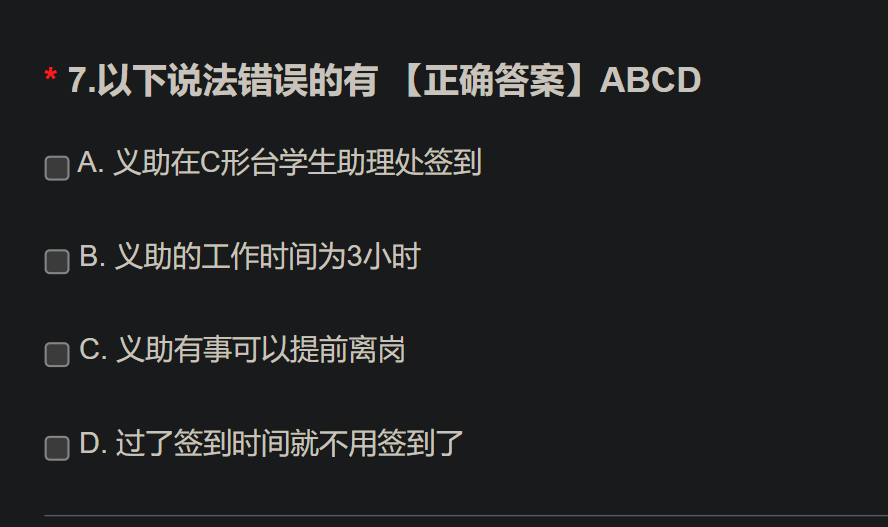 * 7.以下说法错误的有 【正确答案】ABCD
A. 义助在C形台学生助理处签到
B. 义助的工作时间为3小时
C. 义助有事可以提前离岗
D. 过了签到时间就不用签到了